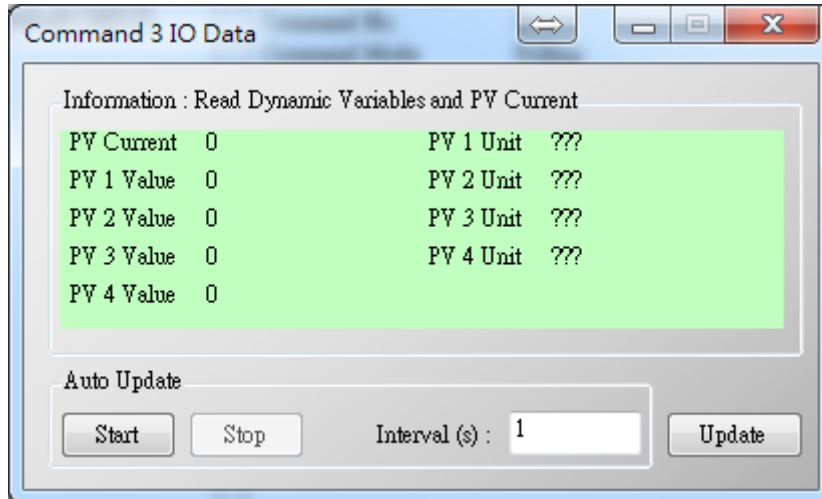 Command 3 IO Data
Information : Read Dynamic Variables and PV Current
PV Current 0 PV 1 Unit ???
PV 1 Value 0 PV 2 Unit ???
PV 2 Value 0 PV 3 Unit ???
PV 3 Value 0 PV 4 Unit ???
PV 4 Value 0
Auto Update
Start Stop Interval (s) : 1 Update